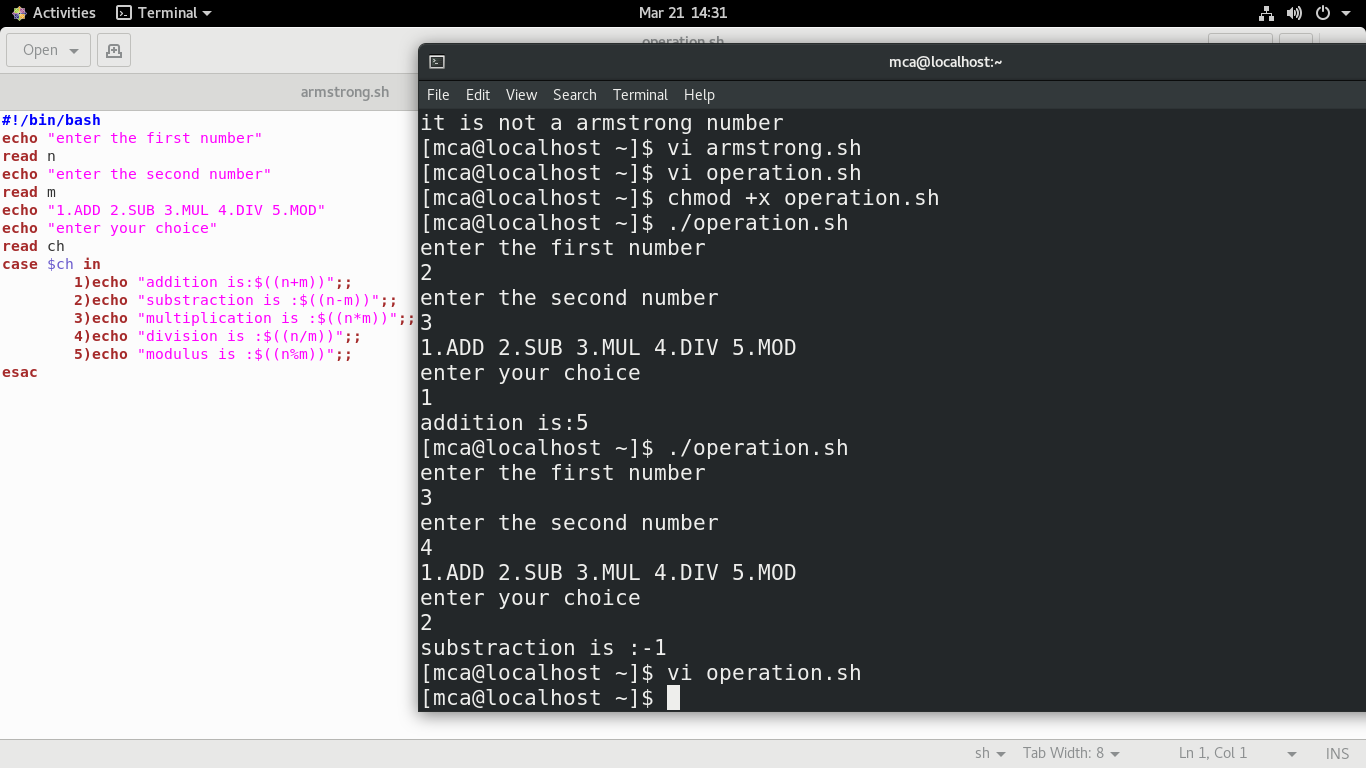 Activities Terminal Mar 21 14:31
Open operation.sh
armstrong.sh
#!/bin/bash
echo "enter the first number"
read n
echo "enter the second number"
read m
echo "1.ADD 2.SUB 3.MUL 4.DIV 5.MOD"
echo "enter your choice"
read ch
case $ch in
1)echo "addition is:$((n+m))";;
2)echo "substraction is :$((n-m))";;
3)echo "multiplication is :$((n*m))";;
4)echo "division is :$((n/m))";;
5)echo "modulus is :$((n%m))";;
esac
mca@localhost:~
File Edit View Search Terminal Help
it is not a armstrong number
[mca@localhost ~]$ vi armstrong.sh
[mca@localhost ~]$ vi operation.sh
[mca@localhost ~]$ chmod +x operation.sh
[mca@localhost ~]$ ./operation.sh
enter the first number
2
enter the second number
3
1.ADD 2.SUB 3.MUL 4.DIV 5.MOD
enter your choice
1
addition is:5
[mca@localhost ~]$ ./operation.sh
enter the first number
3
enter the second number
4
1.ADD 2.SUB 3.MUL 4.DIV 5.MOD
enter your choice
2
substraction is :-1
[mca@localhost ~]$ vi operation.sh
[mca@localhost ~]$
sh Tab Width: 8 Ln 1, Col 1 INS